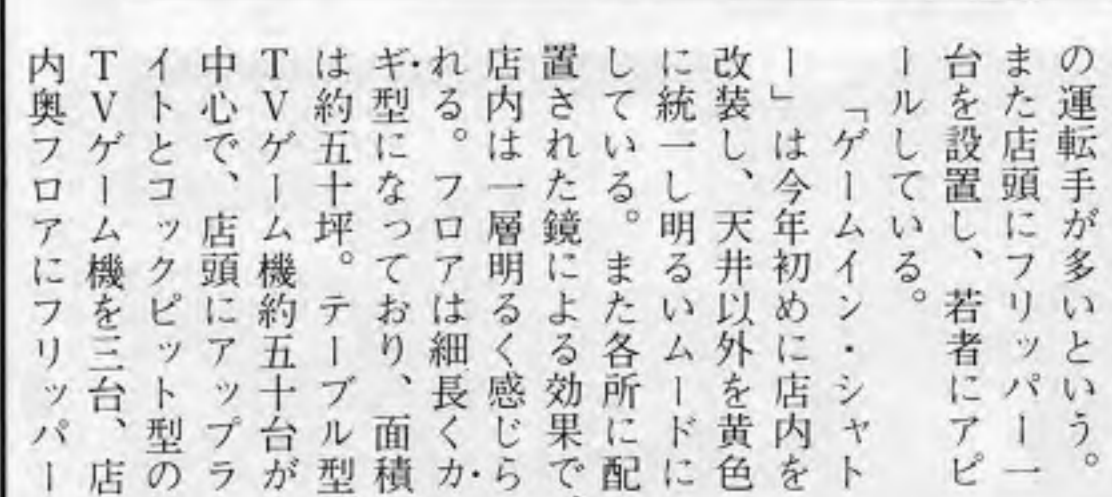 の運転手が多いという。
また店頭にフリッパー一
台を設置し、若者にアピ
ールしている。
「ゲームイン・シャト
ー」は今年初めに店内を
改装し、天井以外を黄色
に統一し明るいムードに
している。また各所に配
置された鏡による効果で、
店内は一層明るく感じら
れる。フロアは細長くカ
ギ型になっており、面積
は約五十坪。テーブル型
TVゲーム機約五十台が
中心で、店頭にアップラ
イトとコックピット型の
TVゲーム機を三台、店
内奥フロアにフリッパー